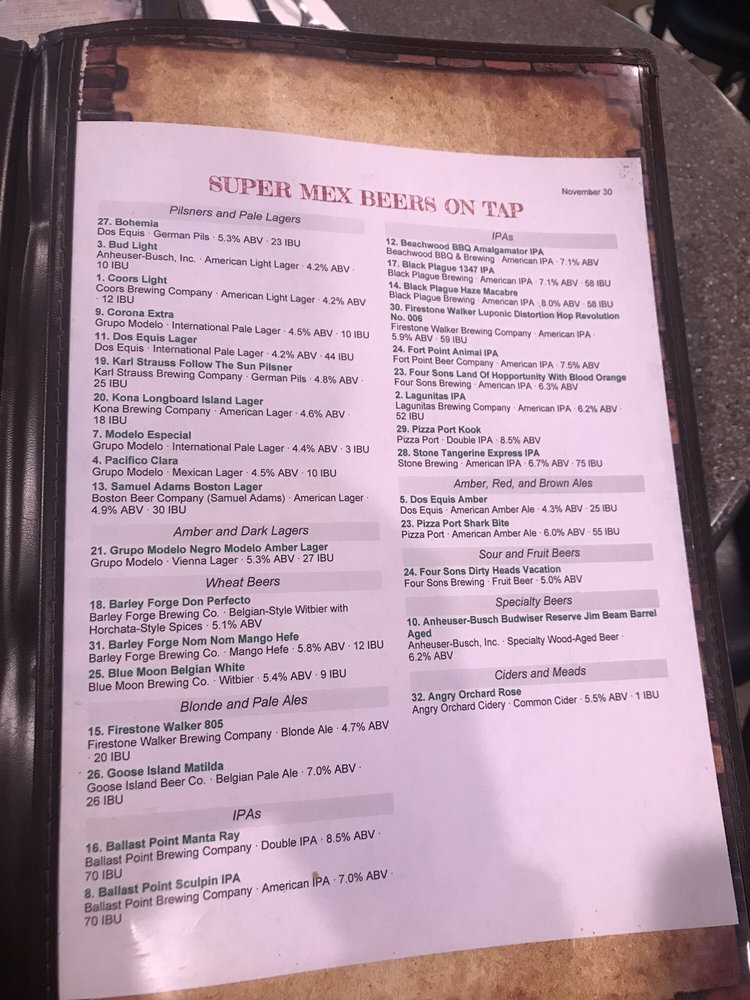 SUPER MEX BEERS ON TAP
November 30
Pilsners and Pale Lagers
27. Bohemia
Dos Equis · German Pils · 5.3% ABV · 23 IBU
3. Bud Light
Anheuser-Busch, Inc. · American Light Lager · 4.2% ABV ·
10 IBU
1. Coors Light
Coors Brewing Company · American Light Lager · 4.2% ABV
· 12 IBU
9. Corona Extra
Grupo Modelo · International Pale Lager · 4.5% ABV · 10 IBU
11. Dos Equis Lager
Dos Equis · International Pale Lager · 4.2% ABV · 44 IBU
19. Karl Strauss Follow The Sun Pilsner
Karl Strauss Brewing Company · German Pils · 4.8% ABV ·
25 IBU
20. Kona Longboard Island Lager
Kona Brewing Company · American Lager · 4.6% ABV ·
18 IBU
7. Modelo Especial
Grupo Modelo · International Pale Lager · 4.4% ABV · 3 IBU
4. Pacifico Clara
Grupo Modelo · Mexican Lager · 4.5% ABV · 10 IBU
13. Samuel Adams Boston Lager
Boston Beer Company (Samuel Adams) · American Lager ·
4.9% ABV · 30 IBU
Amber and Dark Lagers
21. Grupo Modelo Negro Modelo Amber Lager
Grupo Modelo · Vienna Lager · 5.3% ABV · 27 IBU
Wheat Beers
18. Barley Forge Don Perfecto
Barley Forge Brewing Co. · Belgian-Style Witbier with
Horchata-Style Spices · 5.1% ABV
31. Barley Forge Nom Nom Mango Hefe
Barley Forge Brewing Co. · Mango Hefe · 5.8% ABV · 12 IBU
25. Blue Moon Belgian White
Blue Moon Brewing Co. · Witbier · 5.4% ABV · 9 IBU
Blonde and Pale Ales
15. Firestone Walker 805
Firestone Walker Brewing Company · Blonde Ale · 4.7% ABV
· 20 IBU
26. Goose Island Matilda
Goose Island Beer Co. · Belgian Pale Ale · 7.0% ABV ·
26 IBU
IPAs
16. Ballast Point Manta Ray
Ballast Point Brewing Company · Double IPA · 8.5% ABV ·
70 IBU
8. Ballast Point Sculpin IPA
Ballast Point Brewing Company · American IPA · 7.0% ABV ·
70 IBU
IPAs
12. Beachwood BBQ Amalgamator IPA
Beachwood BBQ & Brewing · American IPA · 7.1% ABV
17. Black Plague 1347 IPA
Black Plague Brewing · American IPA · 7.1% ABV · 58 IBU
14. Black Plague Haze Macabre
Black Plague Brewing · American IPA · 8.0% ABV · 58 IBU
30. Firestone Walker Luponic Distortion Hop Revolution
No. 006
Firestone Walker Brewing Company · American IPA ·
5.9% ABV · 59 IBU
24. Fort Point Animal IPA
Fort Point Beer Company · American IPA · 7.5% ABV
23. Four Sons Land Of Hopportunity With Blood Orange
Four Sons Brewing · American IPA · 6.3% ABV
2. Lagunitas IPA
Lagunitas Brewing Company · American IPA · 6.2% ABV ·
52 IBU
29. Pizza Port Kook
Pizza Port · Double IPA · 8.5% ABV
28. Stone Tangerine Express IPA
Stone Brewing · American IPA · 6.7% ABV · 75 IBU
Amber, Red, and Brown Ales
5. Dos Equis Amber
Dos Equis · American Amber Ale · 4.3% ABV · 25 IBU
23. Pizza Port Shark Bite
Pizza Port · American Amber Ale · 6.0% ABV · 55 IBU
Sour and Fruit Beers
24. Four Sons Dirty Heads Vacation
Four Sons Brewing · Fruit Beer · 5.0% ABV
Specialty Beers
10. Anheuser-Busch Budwiser Reserve Jim Beam Barrel
Aged
Anheuser-Busch, Inc. · Specialty Wood-Aged Beer ·
6.2% ABV
Ciders and Meads
32. Angry Orchard Rose
Angry Orchard Cidery · Common Cider · 5.5% ABV · 1 IBU